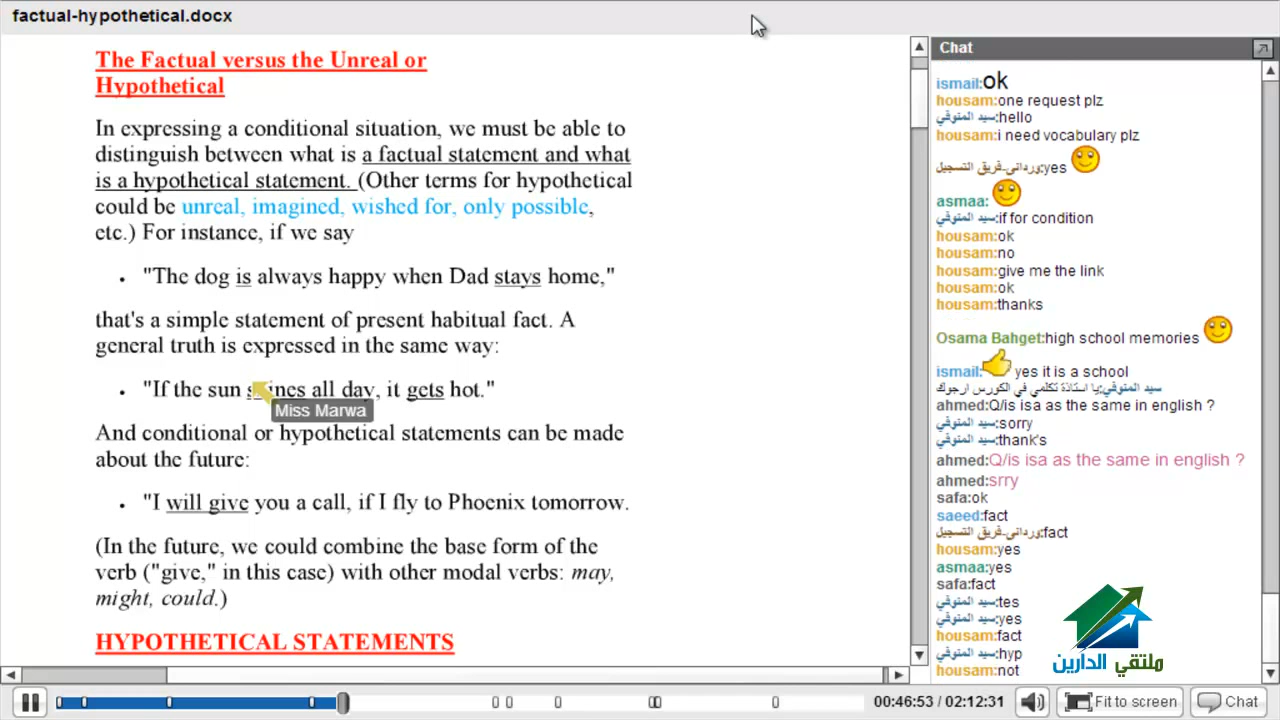 factual-hypothetical.docx
The Factual versus the Unreal or
Hypothetical
In expressing a conditional situation, we must be able to
distinguish between what is a factual statement and what
is a hypothetical statement. (Other terms for hypothetical
could be unreal, imagined, wished for, only possible,
etc.) For instance, if we say
• "The dog is always happy when Dad stays home,"
that's a simple statement of present habitual fact. A
general truth is expressed in the same way:
• "If the sun shines all day, it gets hot."
Miss Marwa
And conditional or hypothetical statements can be made
about the future:
• "I will give you a call, if I fly to Phoenix tomorrow.
(In the future, we could combine the base form of the
verb ("give," in this case) with other modal verbs: may,
might, could.)
HYPOTHETICAL STATEMENTS
Chat
ismail:ok
housam:one request plz
سيد المنوفي:hello
housam:i need vocabulary plz
ورداني-فريق التسجيل:yes
asmaa:
سيد المنوفي:if for condition
housam:ok
housam:no
housam:give me the link
housam:ok
housam:thanks
Osama Bahget:high school memories
ismail: yes it is a school
سيد المنوفي:يا استاذة تكلمي في الكورس ارجوك
ahmed:Q/is isa as the same in english ?
سيد المنوفي:sorry
سيد المنوفي:thank's
ahmed:Q/is isa as the same in english ?
ahmed:srry
safa:ok
saeed:fact
ورداني-فريق التسجيل:fact
housam:yes
asmaa:yes
safa:fact
سيد المنوفي:tes
سيد المنوفي:yes
housam:fact
سيد المنوفي:hyp
housam:not
ملتقي الدارين
00:46:53 / 02:12:31
Fit to screen
Chat